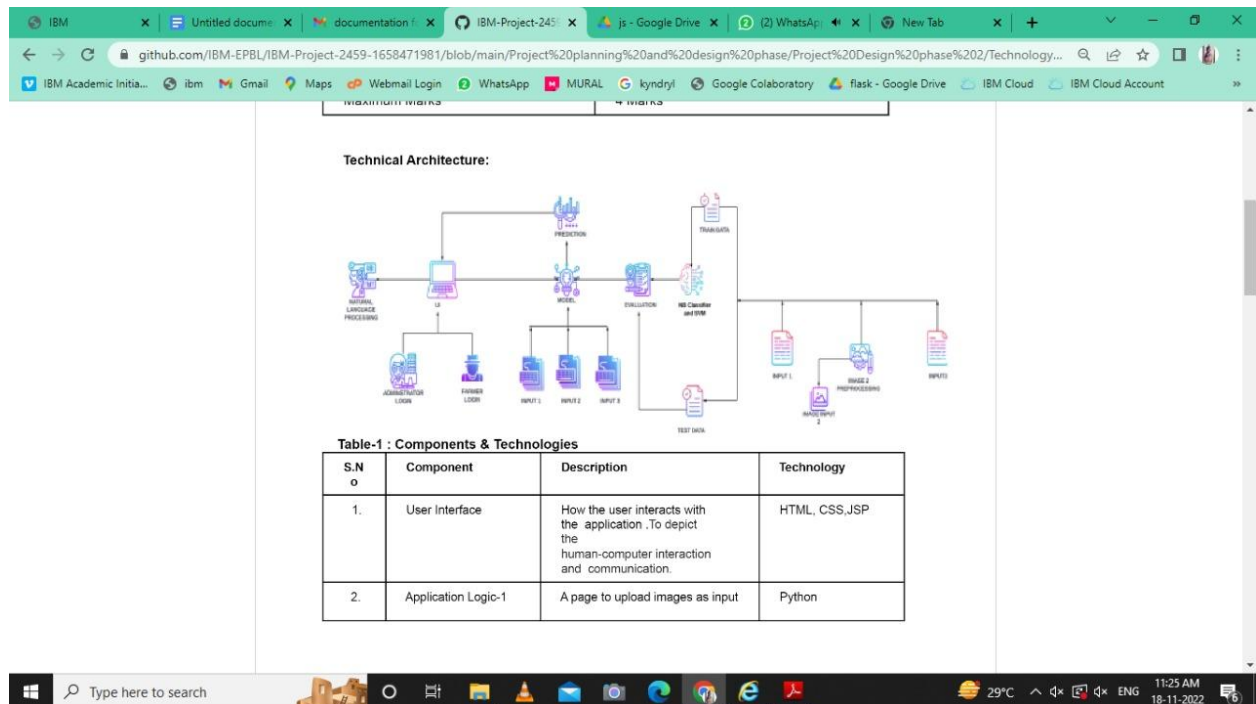 IBM
Untitled docume
documentation f
IBM-Project-245
js - Google Drive
(2) WhatsAp
New Tab
github.com/IBM-EPBL/IBM-Project-2459-1658471981/blob/main/Project%20planning%20and%20design%20phase/Project%20Design%20phase%202/Technology...
IBM Academic Initia...
ibm
Gmail
Maps
Webmail Login
WhatsApp
MURAL
kyndryl
Google Colaboratory
flask - Google Drive
IBM Cloud
IBM Cloud Account
Maximum Marks
4 Marks
Technical Architecture:
PREDICTION
TRAIN DATA
NATURAL
LANGUAGE
PROCESSING
UI
MODEL
EVALUATION
NB Classifier
and SVM
ADMINISTRATOR
LOGIN
FARMER
LOGIN
INPUT 1
INPUT 2
INPUT 3
INPUT 1
IMAGE 2
PREPROCESSING
IMAGE INPUT
2
TEST DATA
Table-1 : Components & Technologies
S.N
o
Component
Description
Technology
1.
User Interface
How the user interacts with
the application .To depict
the
human-computer interaction
and communication.
HTML, CSS,JSP
2.
Application Logic-1
A page to upload images as input
Python
Type here to search
29°C
ENG
11:25 AM
18-11-2022
6